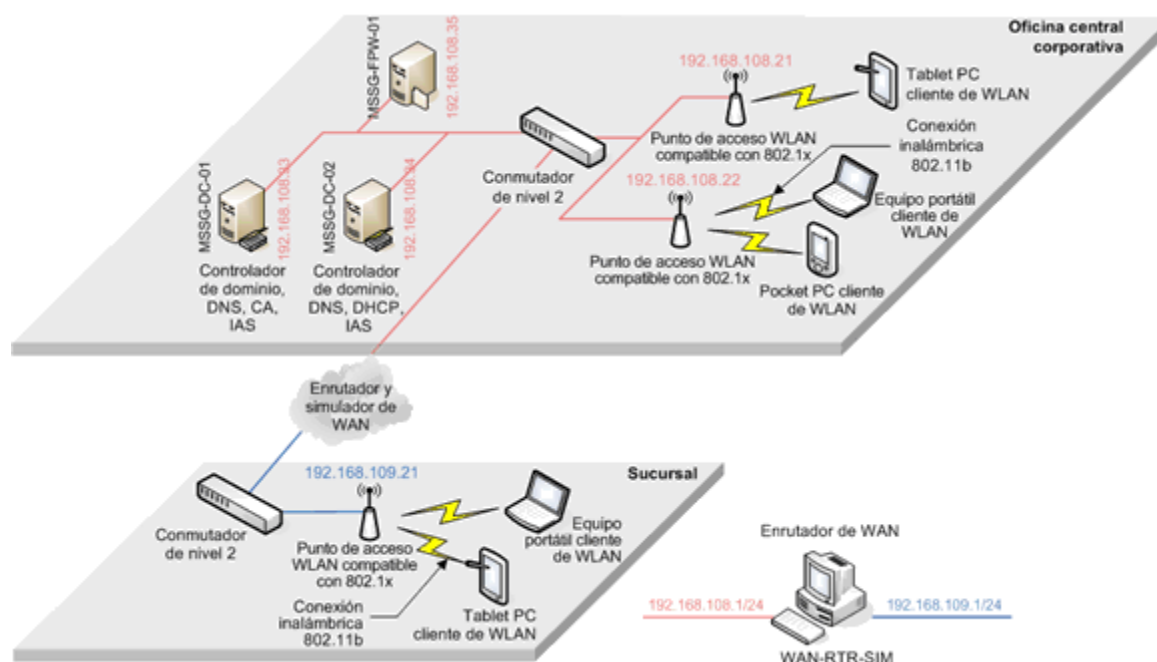 Oficina central
corporativa
MSSG-FPW-01
192.168.108.35
192.168.108.21
Tablet PC
cliente de WLAN
Punto de acceso WLAN
compatible con 802.1x
Conexión
inalámbrica
802.11b
MSSG-DC-01
192.168.108.33
MSSG-DC-02
192.168.108.34
Conmutador
de nivel 2
192.168.108.22
Equipo portátil
cliente de
WLAN
Punto de acceso WLAN
compatible con 802.1x
Pocket PC cliente
de WLAN
Controlador
de dominio,
DNS, CA,
IAS
Controlador
de dominio,
DNS, DHCP,
IAS
Enrutador y
simulador de
WAN
192.168.109.21
Sucursal
Conmutador
de nivel 2
Punto de acceso
WLAN compatible
con 802.1x
Equipo
portátil cliente
de WLAN
Conexión
inalámbrica
802.11b
Tablet PC
cliente de WLAN
Enrutador de WAN
192.168.108.1/24
192.168.109.1/24
WAN-RTR-SIM